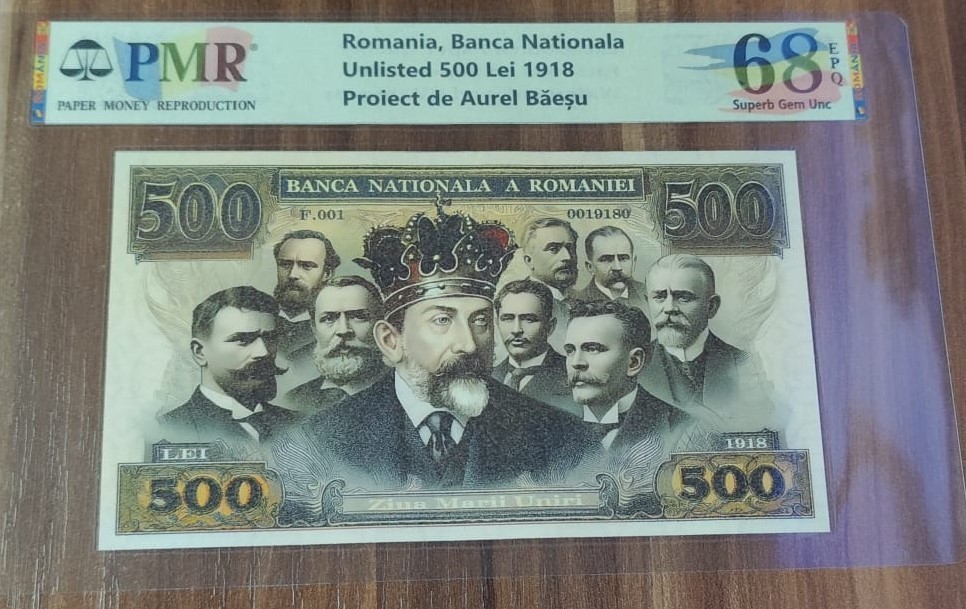 PMR
PAPER MONEY REPRODUCTION
Romania, Banca Nationala
Unlisted 500 Lei 1918
Proiect de Aurel Băeșu
68 EPQ
Superb Gem Unc
500 BANCA NATIONALA A ROMANIEI 500
F.001 0019180
LEI 1918
500 Ziua Marii Uniri 500